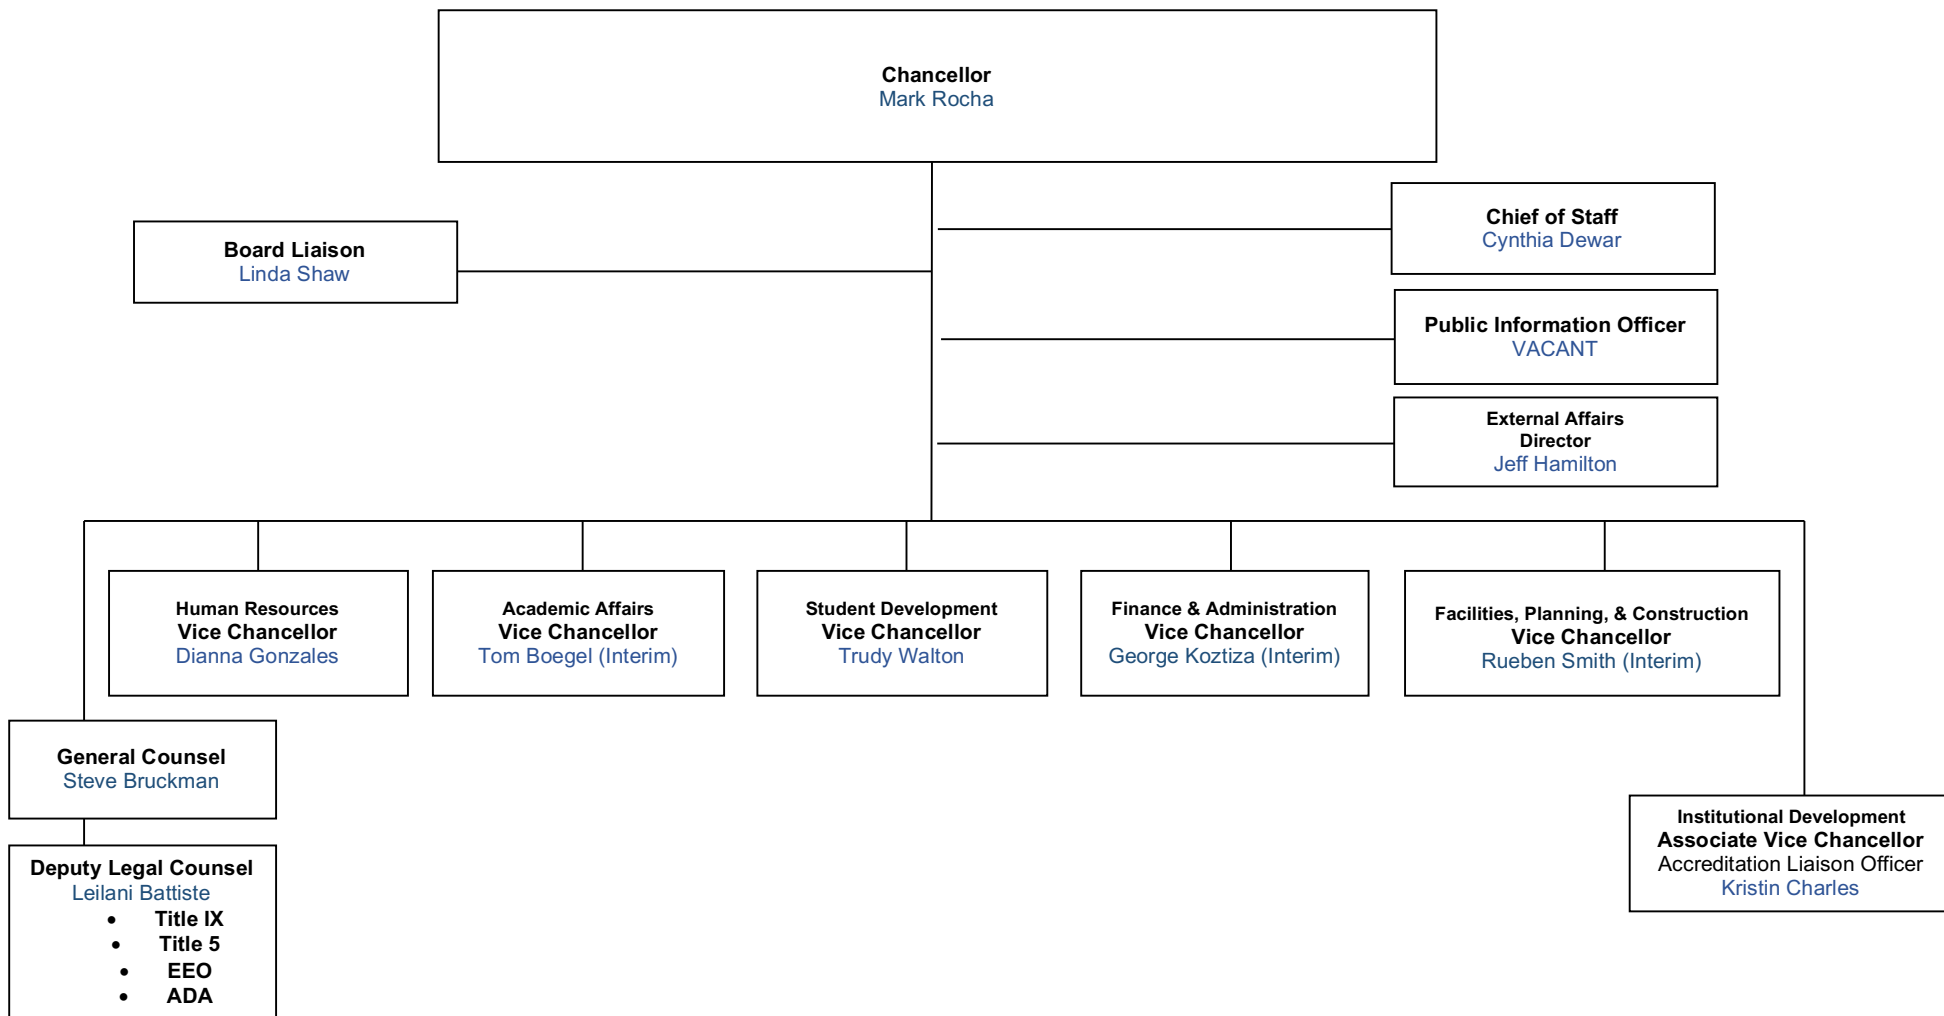 Chancellor
Mark Rocha
Board Liaison
Linda Shaw
Chief of Staff
Cynthia Dewar
Public Information Officer
VACANT
External Affairs
Director
Jeff Hamilton
Human Resources
Vice Chancellor
Dianna Gonzales
Academic Affairs
Vice Chancellor
Tom Boegel (Interim)
Student Development
Vice Chancellor
Trudy Walton
Finance & Administration
Vice Chancellor
George Koztiza (Interim)
Facilities, Planning, & Construction
Vice Chancellor
Rueben Smith (Interim)
General Counsel
Steve Bruckman
Deputy Legal Counsel
Leilani Battiste
• Title IX
• Title 5
• EEO
• ADA
Institutional Development
Associate Vice Chancellor
Accreditation Liaison Officer
Kristin Charles